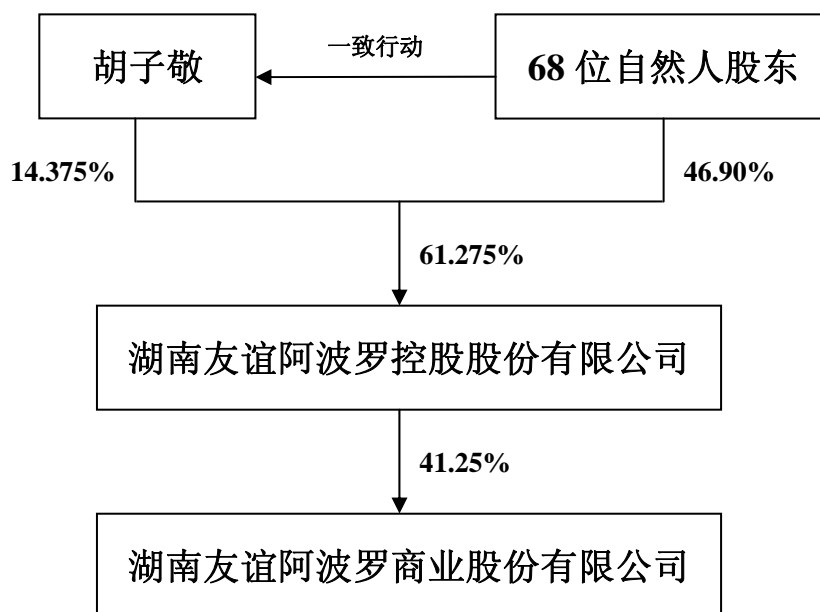 一致行动
胡子敬
68 位自然人股东
14.375%
46.90%
61.275%
湖南友谊阿波罗控股股份有限公司
41.25%
湖南友谊阿波罗商业股份有限公司